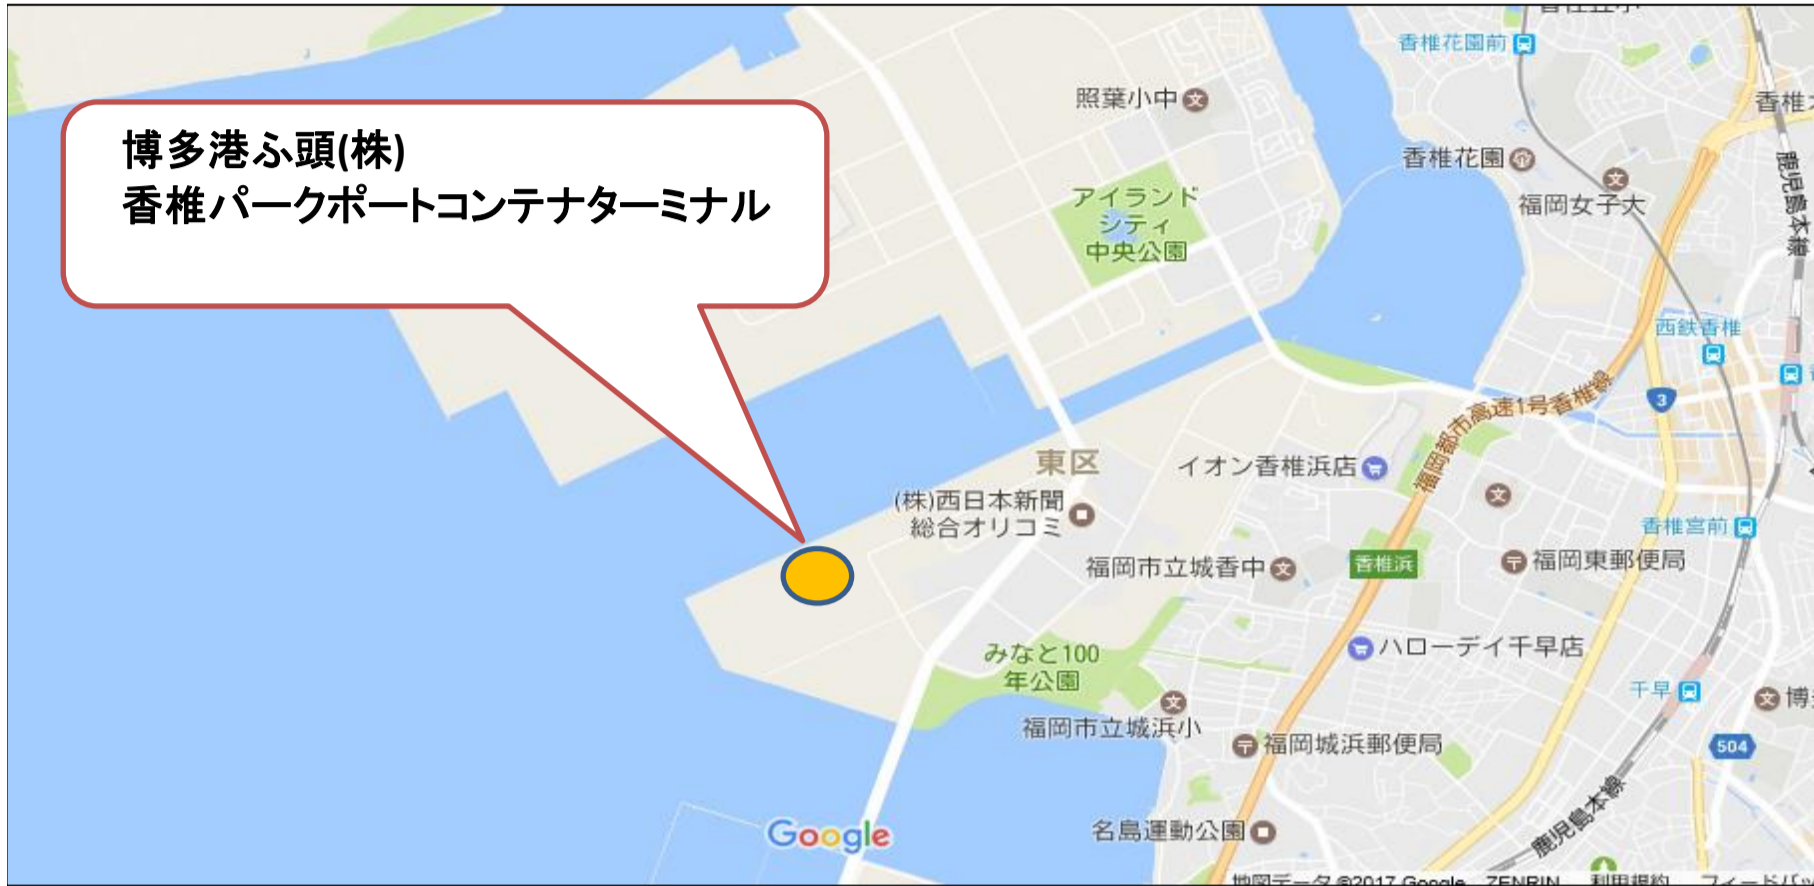 香椎花園前
照葉小中
博多港ふ頭(株)
香椎パークポートコンテナターミナル
香椎花園
福岡女子大
鹿児島本線
アイランド
シティ
中央公園
西鉄香椎
3
福岡都市高速1号香椎線
東区
イオン香椎浜店
(株)西日本新聞
総合オリコミ
香椎宮前
福岡市立城香中
香椎浜
福岡東郵便局
みなと100
年公園
ハローデイ千早店
千早
福岡市立城浜小
福岡城浜郵便局
504
鹿児島本線
Google
名島運動公園
地図データ ©2017 Google
ZENRIN
利用規約